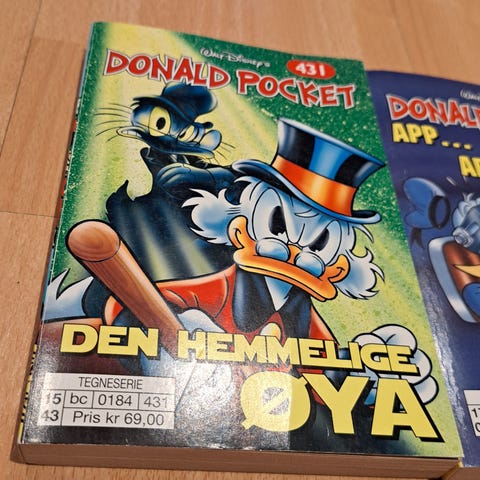 Walt Disney's
DONALD POCKET
431
DEN HEMMELIGE
ØYA
TEGNESERIE
15 bc 0184 431
43 Pris kr 69,00
DONALD
APP...